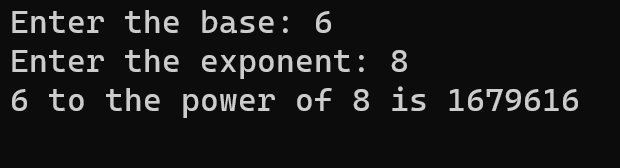 Enter the base: 6
Enter the exponent: 8
6 to the power of 8 is 1679616